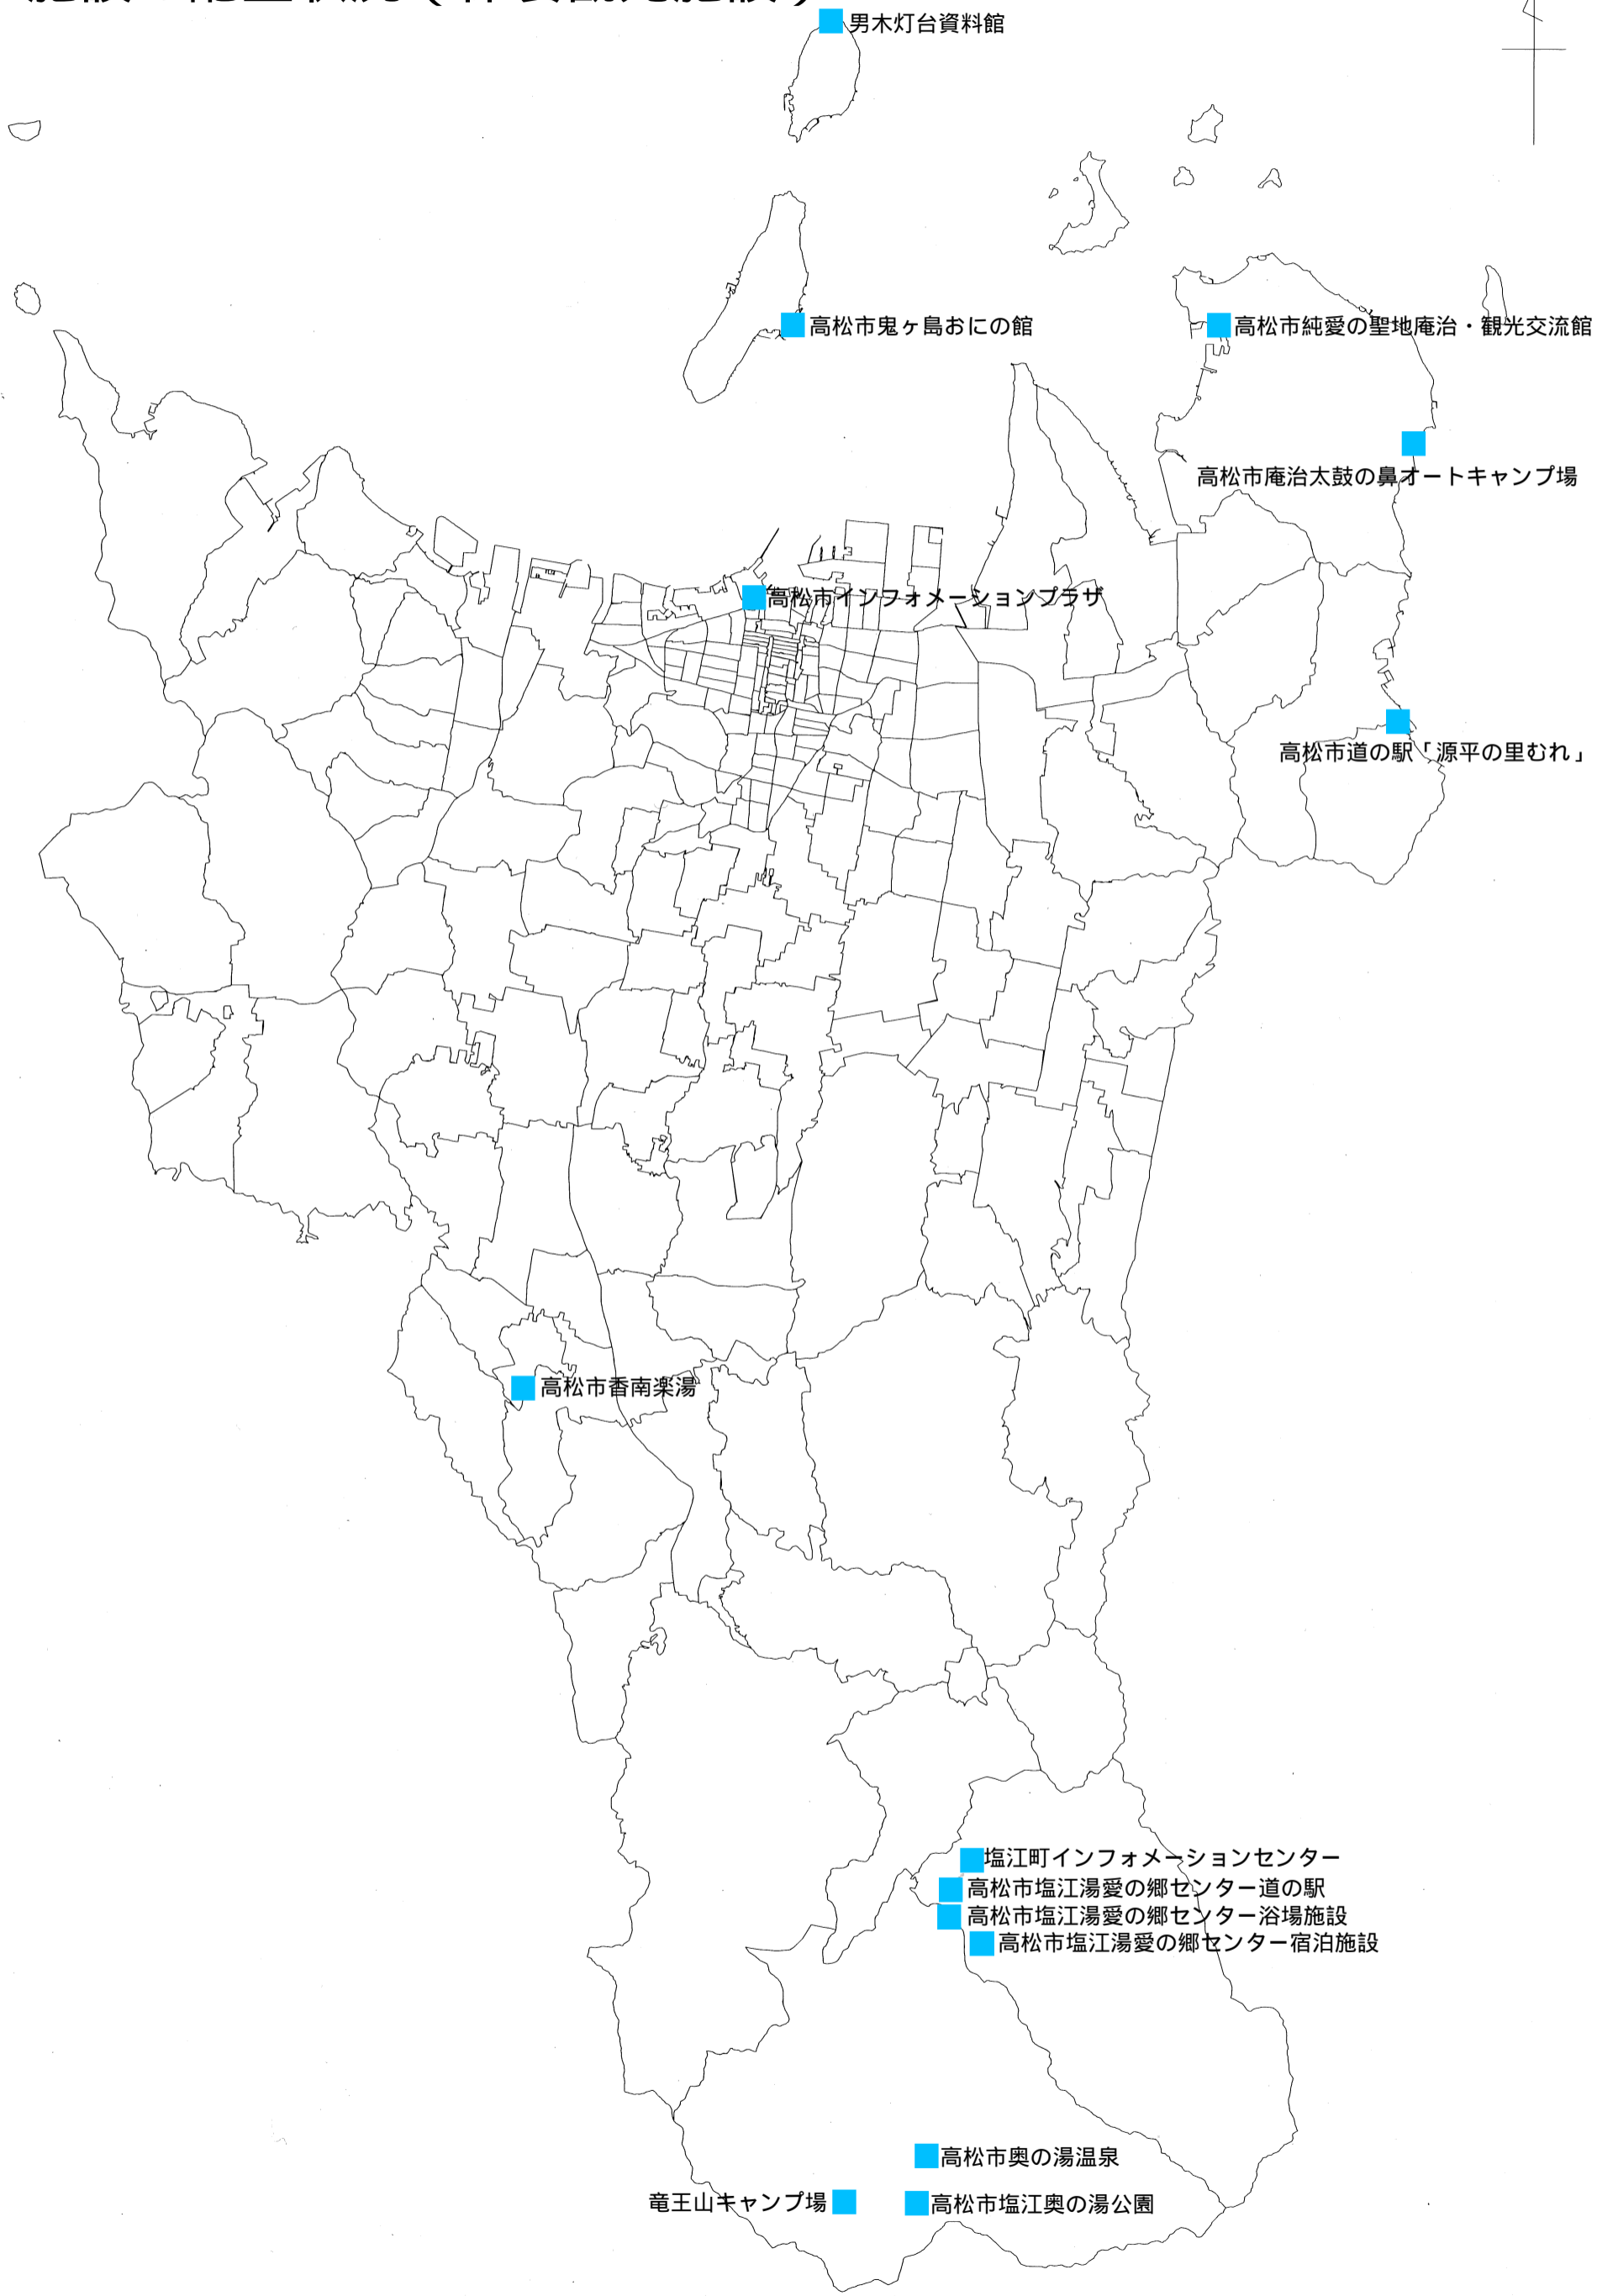 男木灯台資料館
高松市鬼ヶ島おにの館
高松市純愛の聖地庵治・観光交流館
高松市庵治太鼓の鼻オートキャンプ場
高松市インフォメーションプラザ
高松市道の駅「源平の里むれ」
高松市香南楽湯
塩江町インフォメーションセンター
高松市塩江湯愛の郷センター道の駅
高松市塩江湯愛の郷センター浴場施設
高松市塩江湯愛の郷センター宿泊施設
高松市奥の湯温泉
竜王山キャンプ場
高松市塩江奥の湯公園